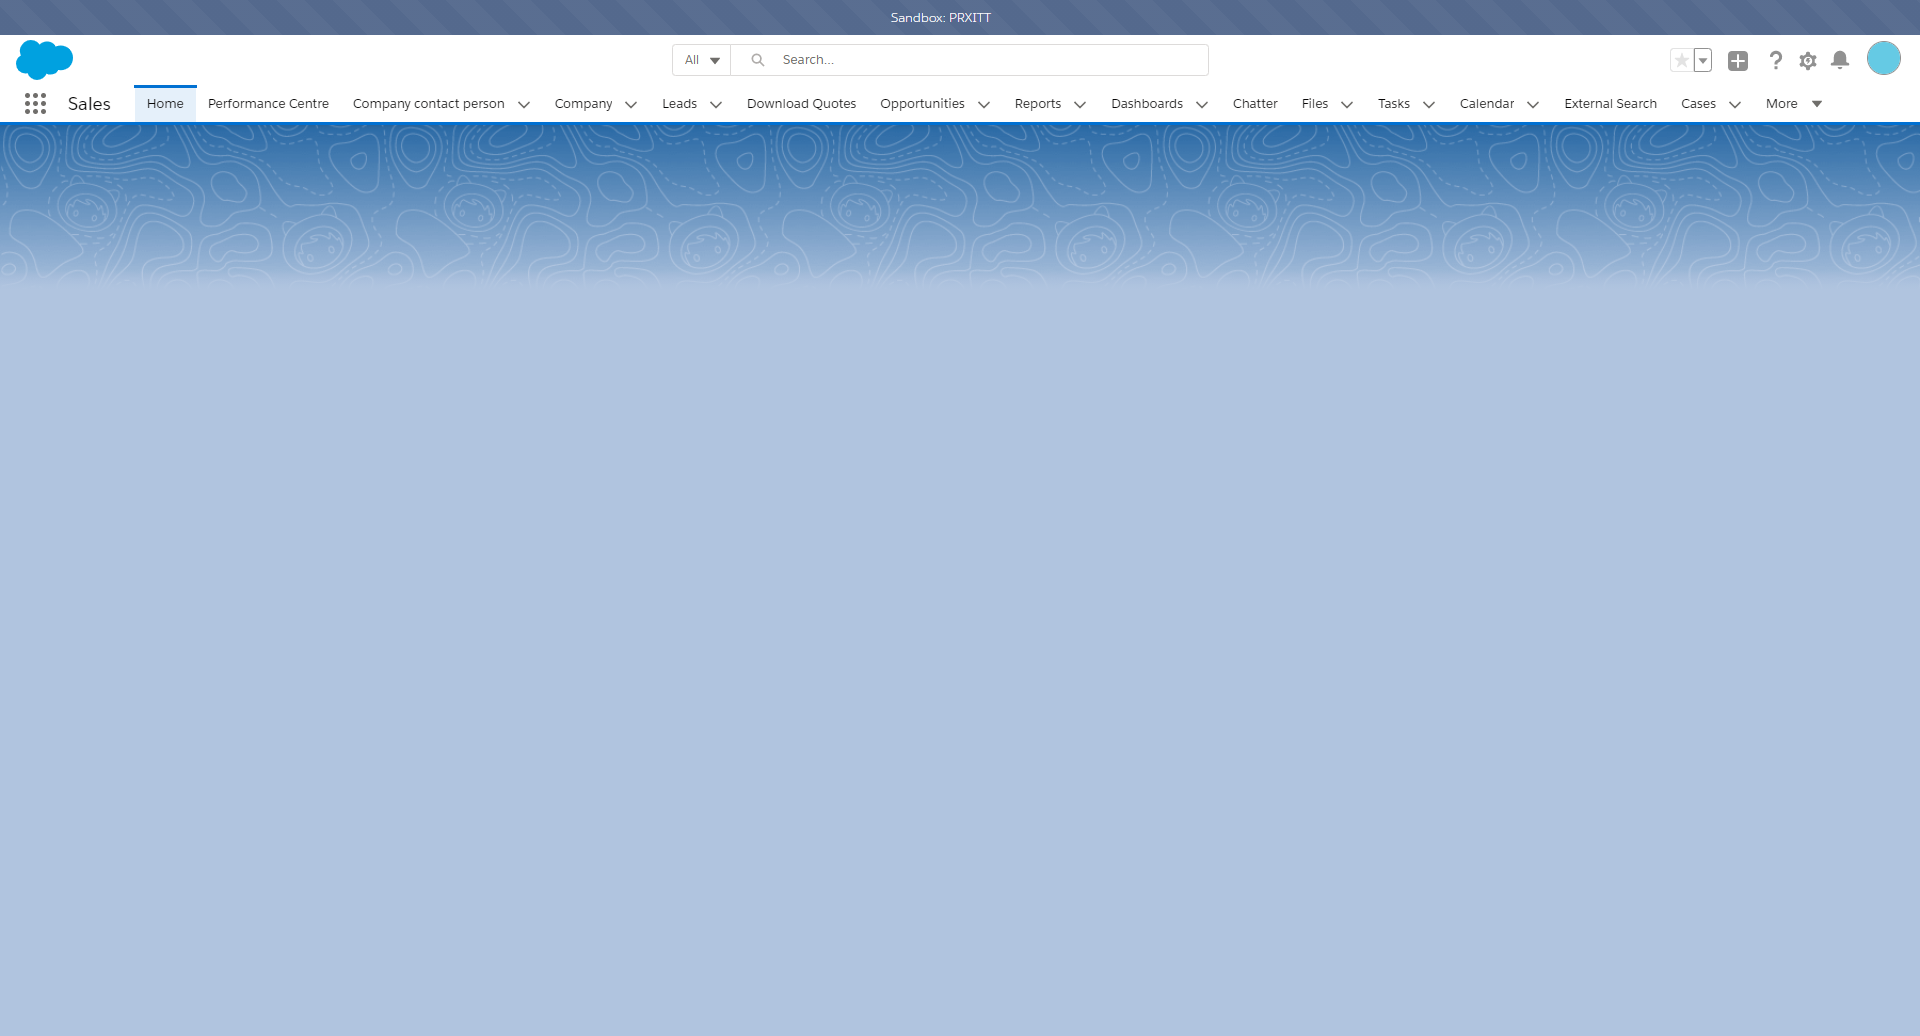 Sandbox: PRXITT
All
Search...
Sales
Home
Performance Centre
Company contact person
Company
Leads
Download Quotes
Opportunities
Reports
Dashboards
Chatter
Files
Tasks
Calendar
External Search
Cases
More